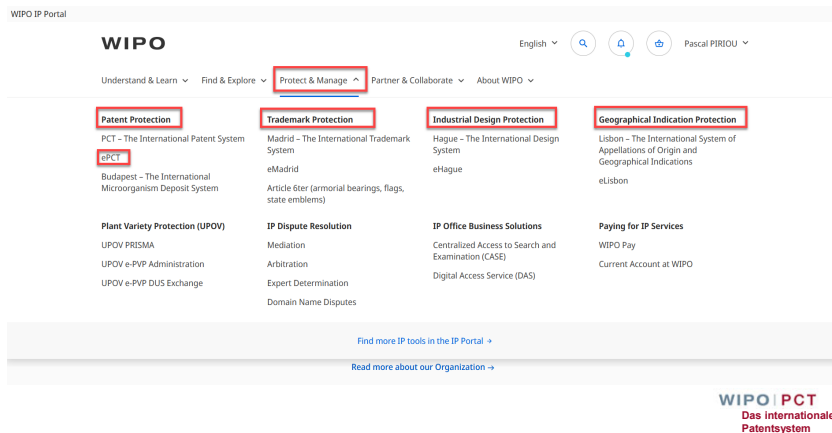 WIPO IP Portal
WIPO
English
Pascal PIRIOU
Understand & Learn
Find & Explore
Protect & Manage
Partner & Collaborate
About WIPO
Patent Protection
PCT – The International Patent System
ePCT
Budapest – The International
Microorganism Deposit System
Trademark Protection
Madrid – The International Trademark
System
eMadrid
Article 6ter (armorial bearings, flags,
state emblems)
Industrial Design Protection
Hague – The International Design
System
eHague
Geographical Indication Protection
Lisbon – The International System of
Appellations of Origin and
Geographical Indications
eLisbon
Plant Variety Protection (UPOV)
UPOV PRISMA
UPOV e-PVP Administration
UPOV e-PVP DUS Exchange
IP Dispute Resolution
Mediation
Arbitration
Expert Determination
Domain Name Disputes
IP Office Business Solutions
Centralized Access to Search and
Examination (CASE)
Digital Access Service (DAS)
Paying for IP Services
WIPO Pay
Current Account at WIPO
Find more IP tools in the IP Portal →
Read more about our Organization →
WIPO|PCT
Das internationale
Patentsystem